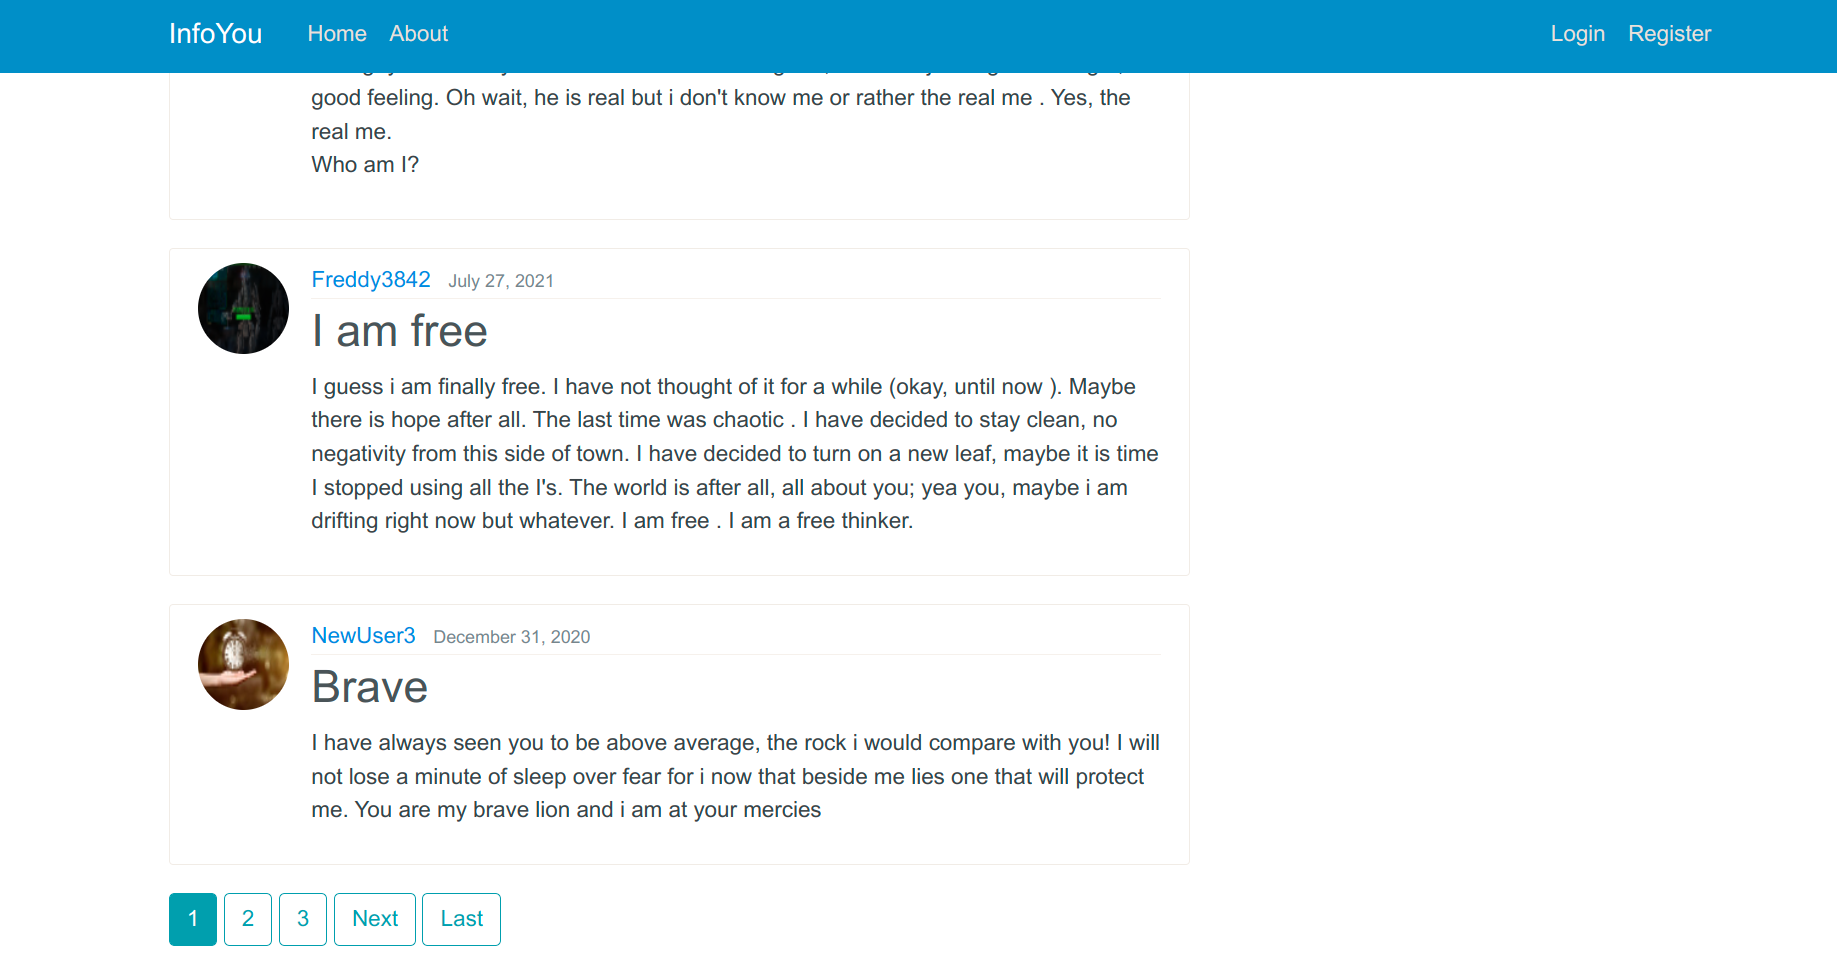 InfoYou Home About Login Register
good feeling. Oh wait, he is real but i don't know me or rather the real me . Yes, the
real me.
Who am I?
Freddy3842 July 27, 2021
I am free
I guess i am finally free. I have not thought of it for a while (okay, until now ). Maybe
there is hope after all. The last time was chaotic . I have decided to stay clean, no
negativity from this side of town. I have decided to turn on a new leaf, maybe it is time
I stopped using all the I's. The world is after all, all about you; yea you, maybe i am
drifting right now but whatever. I am free . I am a free thinker.
NewUser3 December 31, 2020
Brave
I have always seen you to be above average, the rock i would compare with you! I will
not lose a minute of sleep over fear for i now that beside me lies one that will protect
me. You are my brave lion and i am at your mercies
1 2 3 Next Last